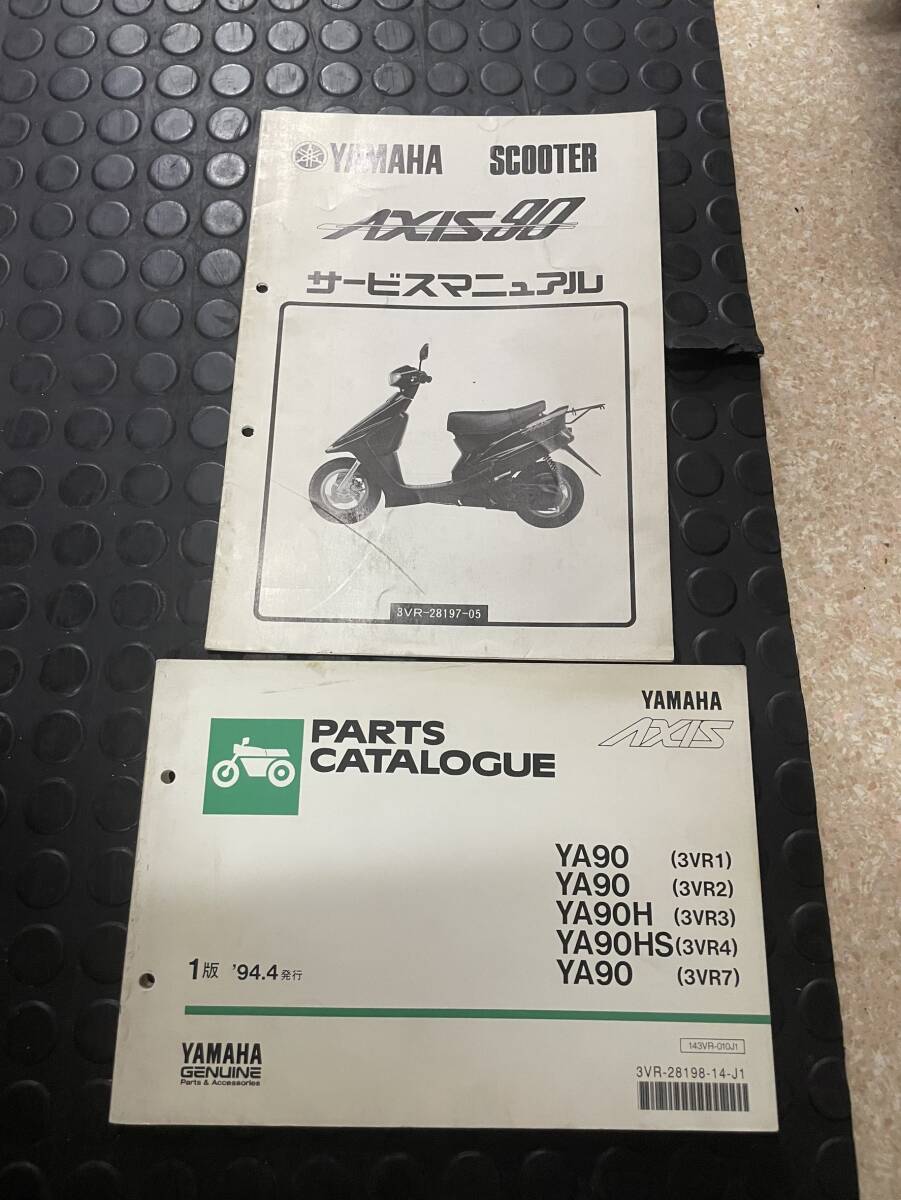 YAMAHA SCOOTER
AXIS90
サービスマニュアル
3VR-28197-05
YAMAHA
AXIS
PARTS
CATALOGUE
YA90 (3VR1)
YA90 (3VR2)
YA90H (3VR3)
YA90HS (3VR4)
YA90 (3VR7)
1版 '94.4発行
YAMAHA
GENUINE
Parts & Accessories
143VR-010J1
3VR-28198-14-J1